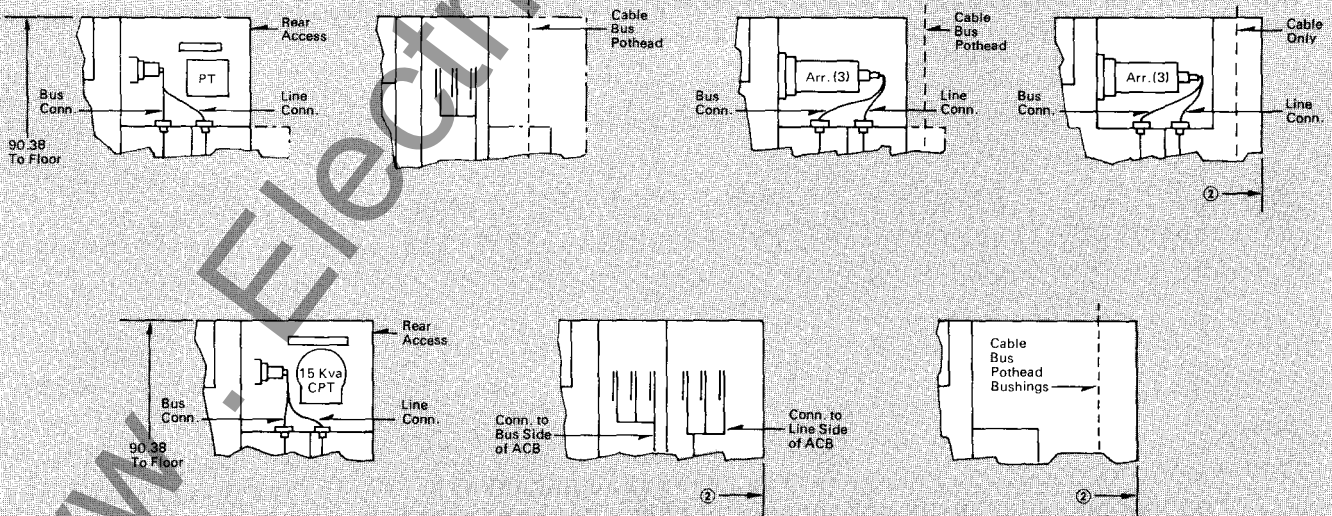 90.38
To Floor
Bus
Conn.
PT
Rear
Access
Line
Conn.
Cable
Bus
Pothead
Bus
Conn.
Arr. (3)
Line
Conn.
Cable
Bus
Pothead
Bus
Conn.
Arr. (3)
Cable
Only
Line
Conn.
②
90.38
To Floor
Bus
Conn.
15 Kva
CPT
Rear
Access
Line
Conn.
Conn. to
Bus Side
of ACB
Conn. to
Line Side
of ACB
②
Cable
Bus
Pothead
Bushings
②
w. Electr